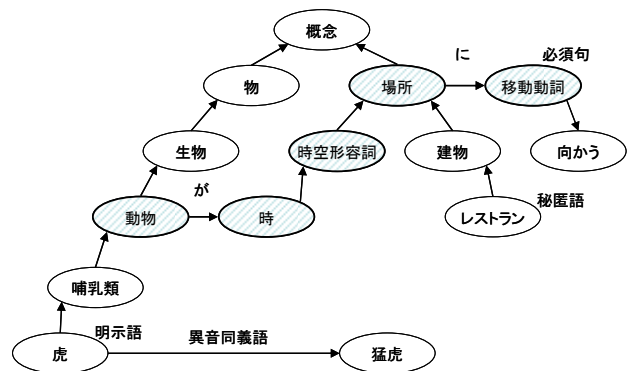 概念
に
必須句
物
場所
移動動詞
生物
時空形容詞
建物
向かう
が
動物
時
レストラン
秘匿語
哺乳類
虎
明示語
異音同義語
猛虎